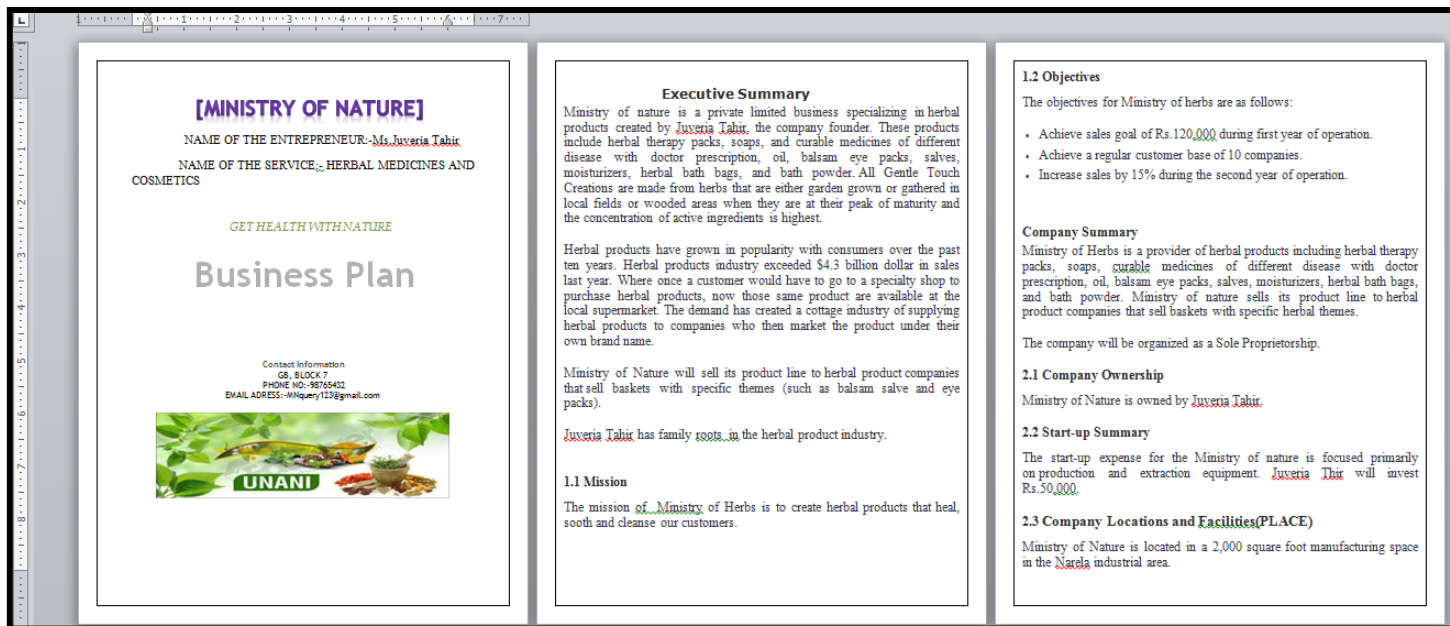 [MINISTRY OF NATURE]
NAME OF THE ENTREPRENEUR:-Ms.Juveria Tahir
NAME OF THE SERVICE;- HERBAL MEDICINES AND
COSMETICS
GET HEALTH WITH NATURE
Business Plan
Contact Information
GB, BLOCK 7
PHONE NO:-98765432
EMAIL ADRESS:-MNquery123@gmail.com
UNANI
Executive Summary
Ministry of nature is a private limited business specializing in herbal
products created by Juveria Tahir, the company founder. These products
include herbal therapy packs, soaps, and curable medicines of different
disease with doctor prescription, oil, balsam eye packs, salves,
moisturizers, herbal bath bags, and bath powder. All Gentle Touch
Creations are made from herbs that are either garden grown or gathered in
local fields or wooded areas when they are at their peak of maturity and
the concentration of active ingredients is highest.
Herbal products have grown in popularity with consumers over the past
ten years. Herbal products industry exceeded $4.3 billion dollar in sales
last year. Where once a customer would have to go to a specialty shop to
purchase herbal products, now those same product are available at the
local supermarket. The demand has created a cottage industry of supplying
herbal products to companies who then market the product under their
own brand name.
Ministry of Nature will sell its product line to herbal product companies
that sell baskets with specific themes (such as balsam salve and eye
packs).
Juveria Tahir has family roots in the herbal product industry.
1.1 Mission
The mission of Ministry of Herbs is to create herbal products that heal,
sooth and cleanse our customers.
1.2 Objectives
The objectives for Ministry of herbs are as follows:
• Achieve sales goal of Rs.120,000 during first year of operation.
• Achieve a regular customer base of 10 companies.
• Increase sales by 15% during the second year of operation.
Company Summary
Ministry of Herbs is a provider of herbal products including herbal therapy
packs, soaps, curable medicines of different disease with doctor
prescription, oil, balsam eye packs, salves, moisturizers, herbal bath bags,
and bath powder. Ministry of nature sells its product line to herbal
product companies that sell baskets with specific herbal themes.
The company will be organized as a Sole Proprietorship.
2.1 Company Ownership
Ministry of Nature is owned by Juveria Tahir.
2.2 Start-up Summary
The start-up expense for the Ministry of nature is focused primarily
on production and extraction equipment. Juveria Thir will invest
Rs.50,000.
2.3 Company Locations and Facilities(PLACE)
Ministry of Nature is located in a 2,000 square foot manufacturing space
in the Narela industrial area.